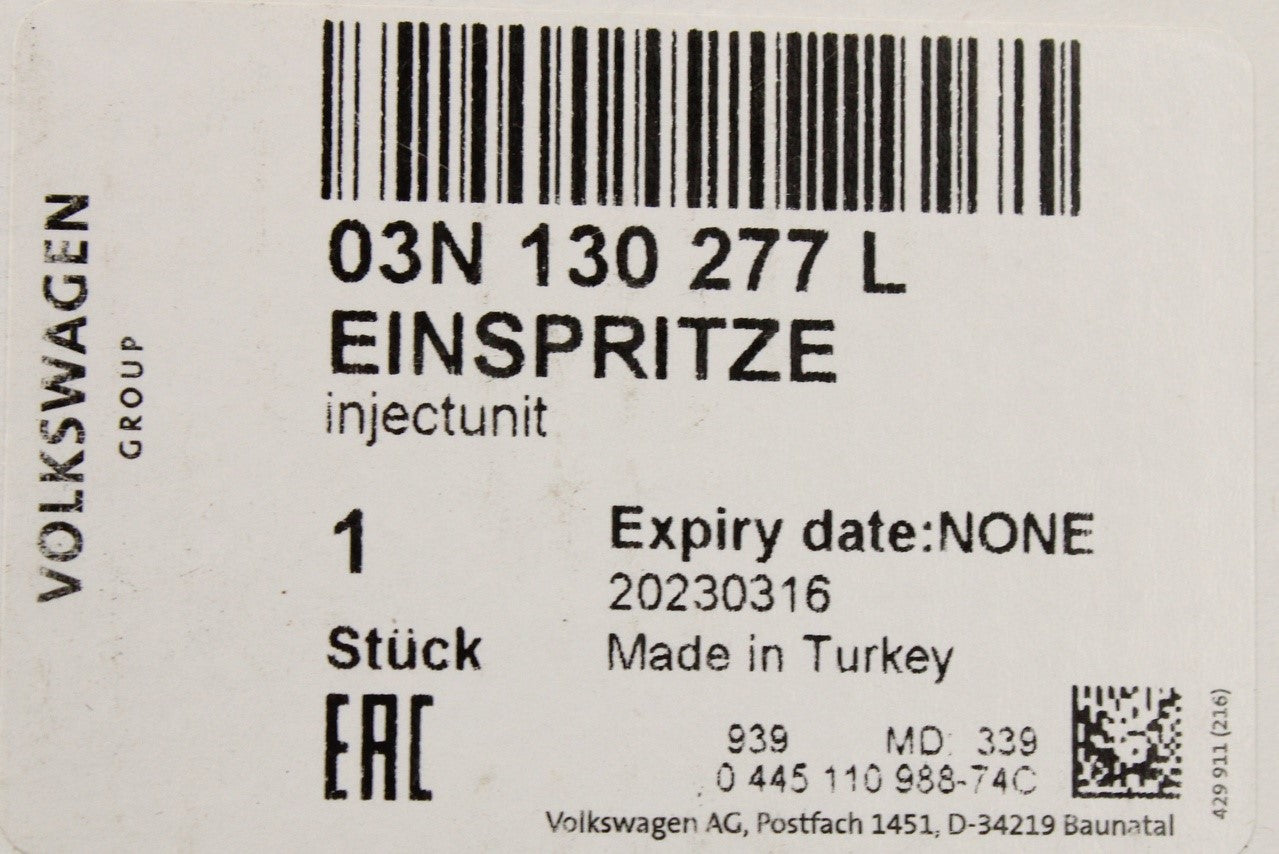 VOLKSWAGEN
GROUP
03N 130 277 L
EINSPRITZE
injectunit
1
Expiry date:NONE
20230316
Stück
Made in Turkey
EAC
939 MD: 339
0 445 110 988-74C
429 911 (216)
Volkswagen AG, Postfach 1451, D-34219 Baunatal